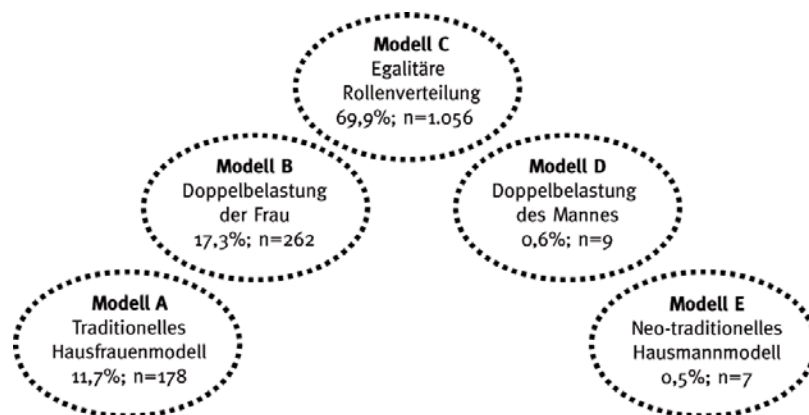 Modell C
Egalitäre
Rollenverteilung
69,9%; n=1.056
Modell B
Doppelbelastung
der Frau
17,3%; n=262
Modell D
Doppelbelastung
des Mannes
0,6%; n=9
Modell A
Traditionelles
Hausfrauenmodell
11,7%; n=178
Modell E
Neo-traditionelles
Hausmannmodell
0,5%; n=7